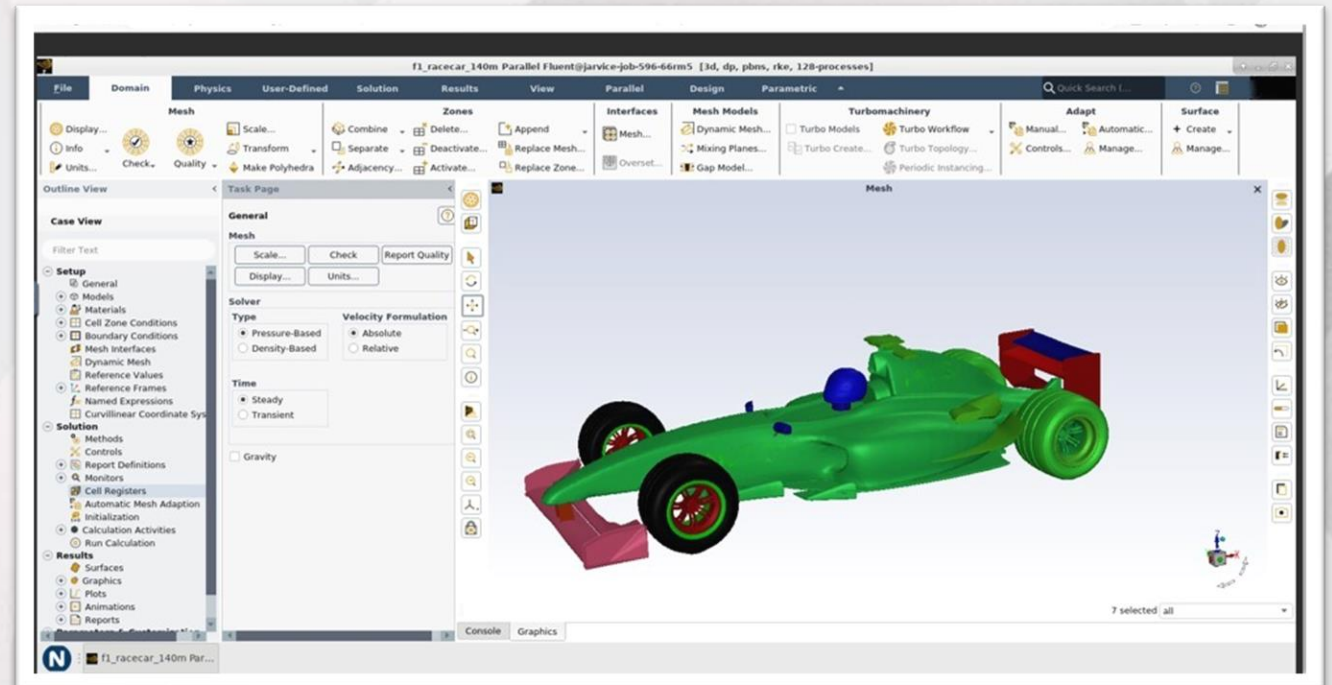 f1_racecar_140m Parallel Fluent@jarvice-job-596-66rm5 [3d, dp, pbns, rke, 128-processes]
File Domain Physics User-Defined Solution Results View Parallel Design Parametric Quick Search (...
Mesh Zones Interfaces Mesh Models Turbomachinery Adapt Surface
Display... Scale... Combine Delete... Append Mesh... Dynamic Mesh... Turbo Models Turbo Workflow Manual... Automatic... + Create
Info Check Quality Transform Separate Deactivate... Replace Mesh... Overset... Mixing Planes... Turbo Create... Turbo Topology... Controls... Manage... Manage...
Units... Make Polyhedra Adjacency... Activate... Replace Zone... Gap Model... Periodic Instancing...
Outline View < Task Page < Mesh
Case View
Filter Text
Setup
General
Models
Materials
Cell Zone Conditions
Boundary Conditions
Mesh Interfaces
Dynamic Mesh
Reference Values
Reference Frames
Named Expressions
Curvilinear Coordinate Sys
Solution
Methods
Controls
Report Definitions
Monitors
Cell Registers
Automatic Mesh Adaption
Initialization
Calculation Activities
Run Calculation
Results
Surfaces
Graphics
Plots
Animations
Reports
General
Mesh
Scale... Check Report Quality
Display... Units...
Solver
Type Velocity Formulation
Pressure-Based Absolute
Density-Based Relative
Time
Steady
Transient
Gravity
Z
X
7 selected all
Console Graphics
N f1_racecar_140m Par...